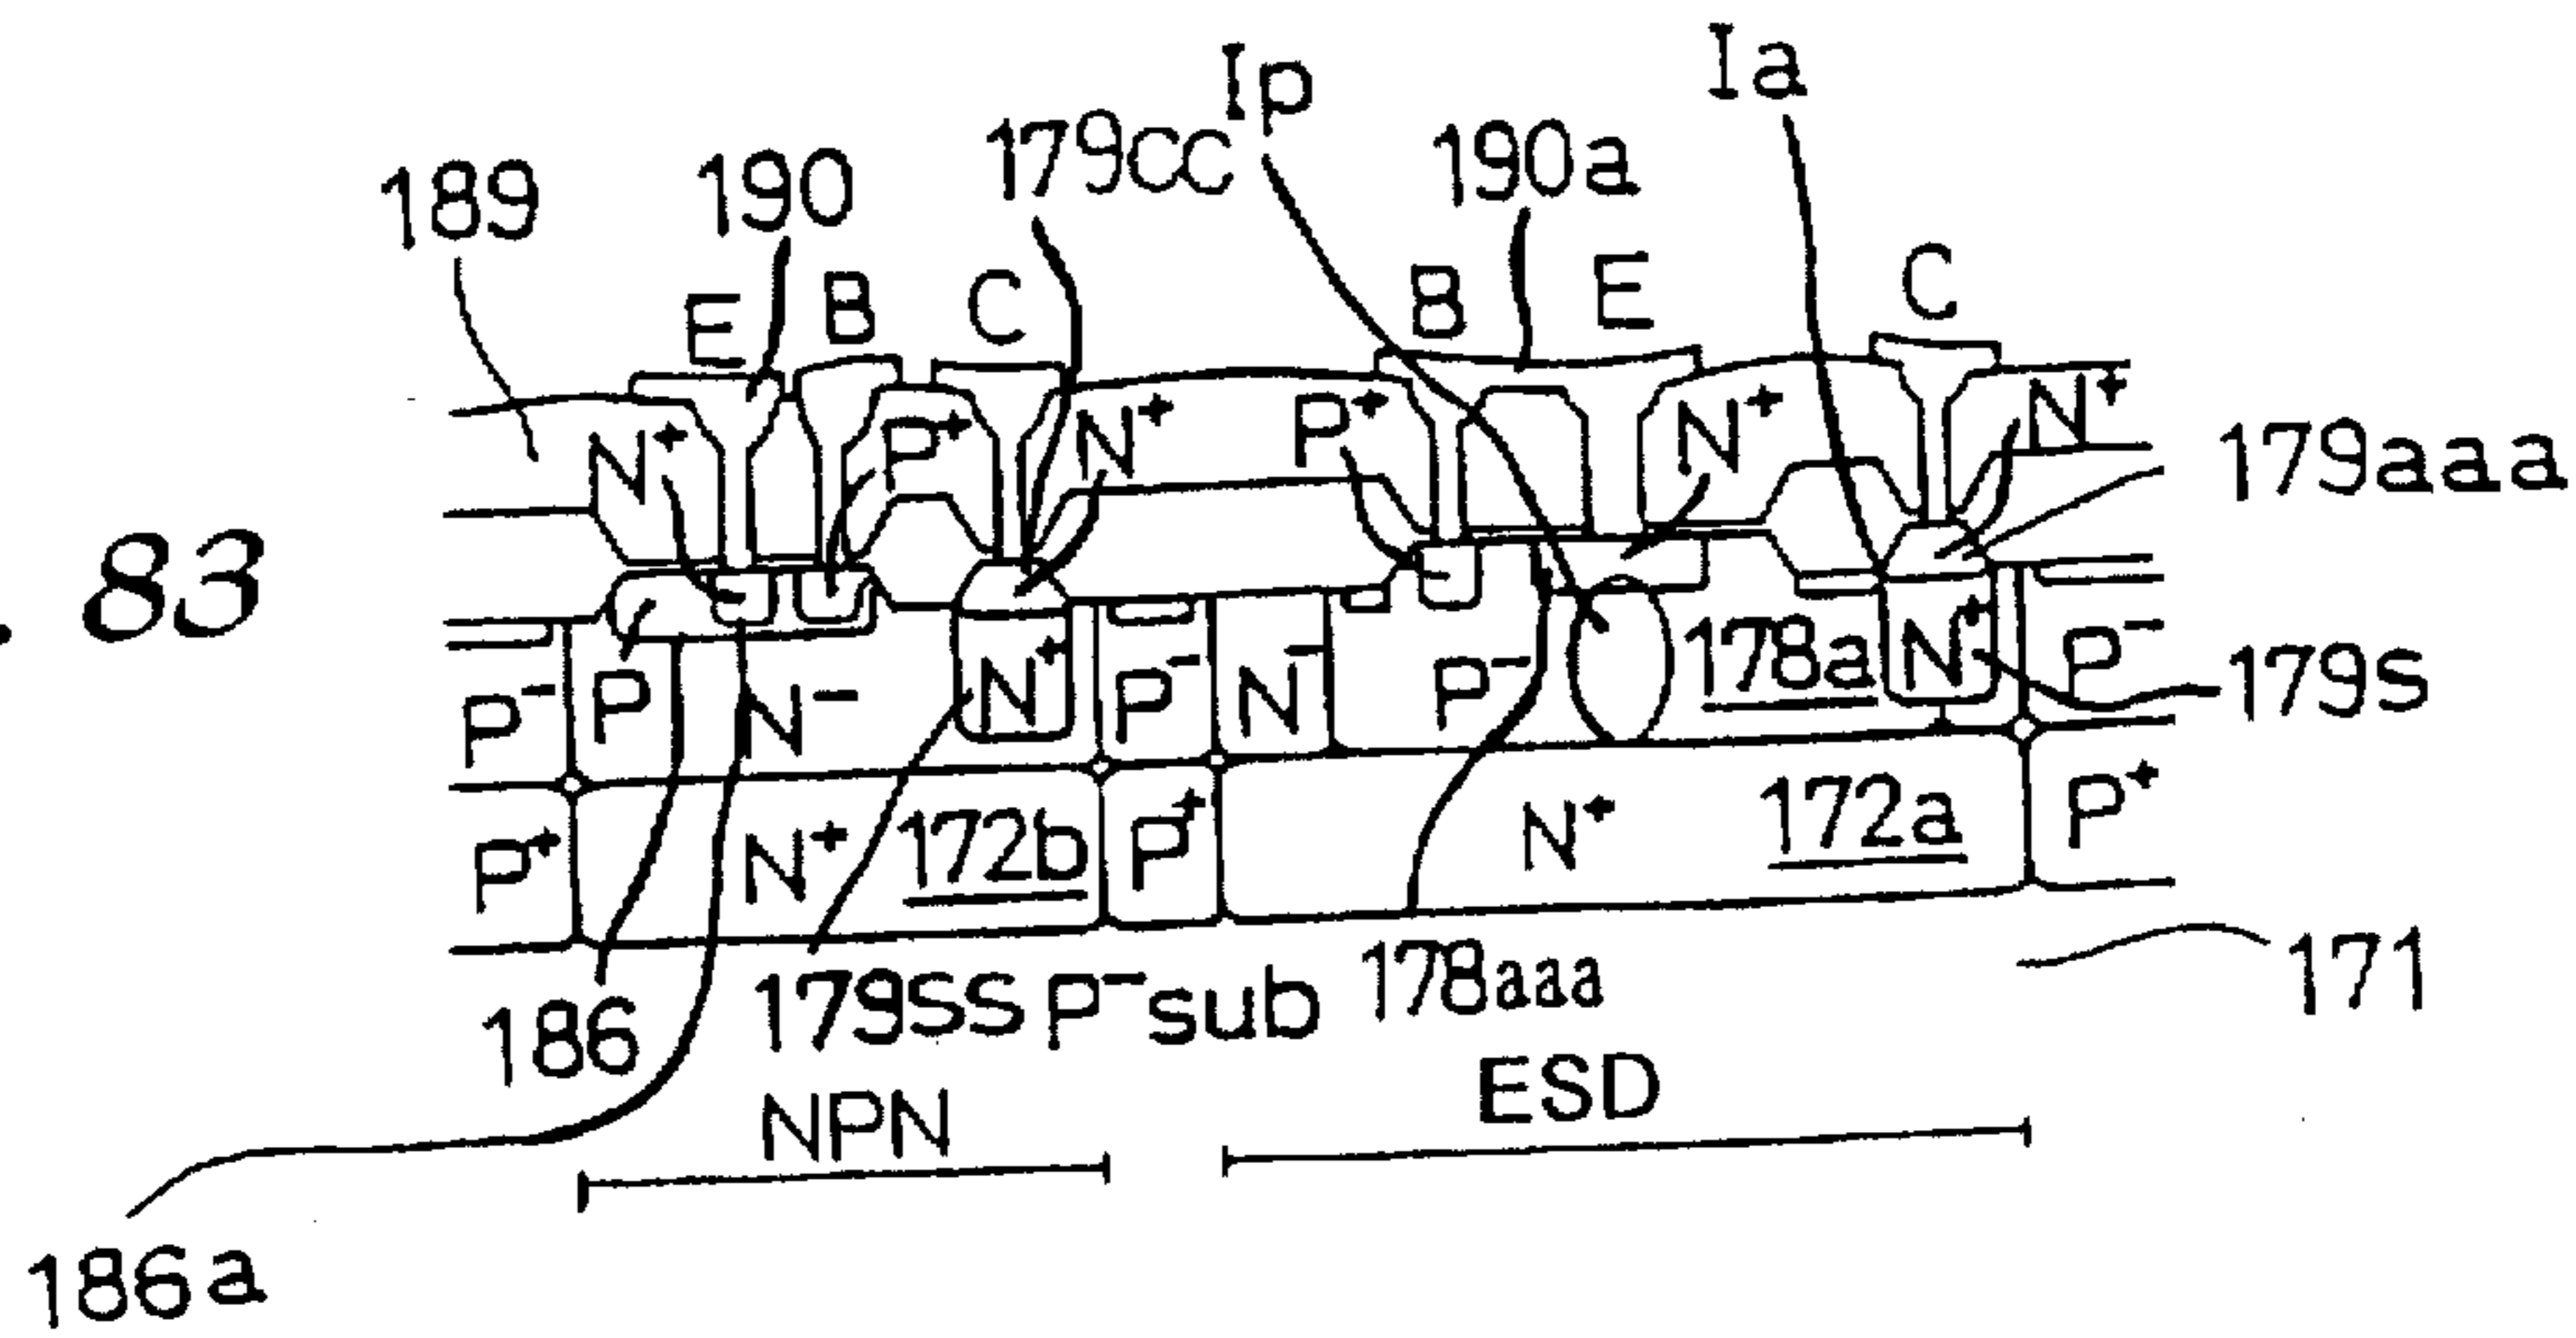 Ip Ia
189 190 179cc 190a
E B C B E C
N⁺ P⁺ N⁺ P⁺ N⁺ N⁺
179aaa
. 83
P⁻ P N⁻ N⁺ P⁻ N⁻ P⁻ 178a N⁺ P⁻
179S
P⁺ N⁺ 172b P⁺ N⁺ 172a P⁺
186 179SS P⁻sub 178aaa 171
NPN ESD
186a